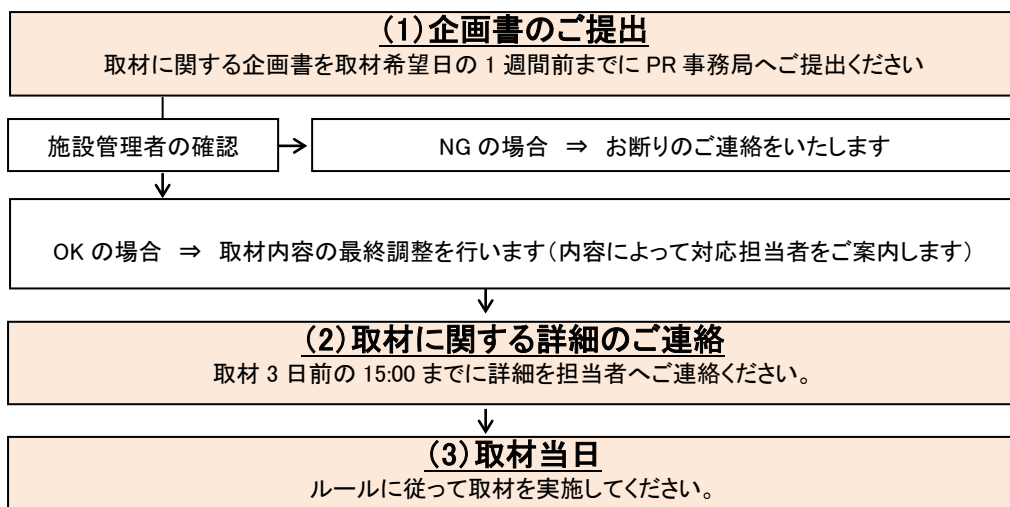 (1)企画書のご提出
取材に関する企画書を取材希望日の 1 週間前までに PR 事務局へご提出ください
施設管理者の確認
NG の場合 ⇒ お断りのご連絡をいたします
OK の場合 ⇒ 取材内容の最終調整を行います(内容によって対応担当者をご案内します)
(2)取材に関する詳細のご連絡
取材 3 日前の 15:00 までに詳細を担当者へご連絡ください。
(3)取材当日
ルールに従って取材を実施してください。